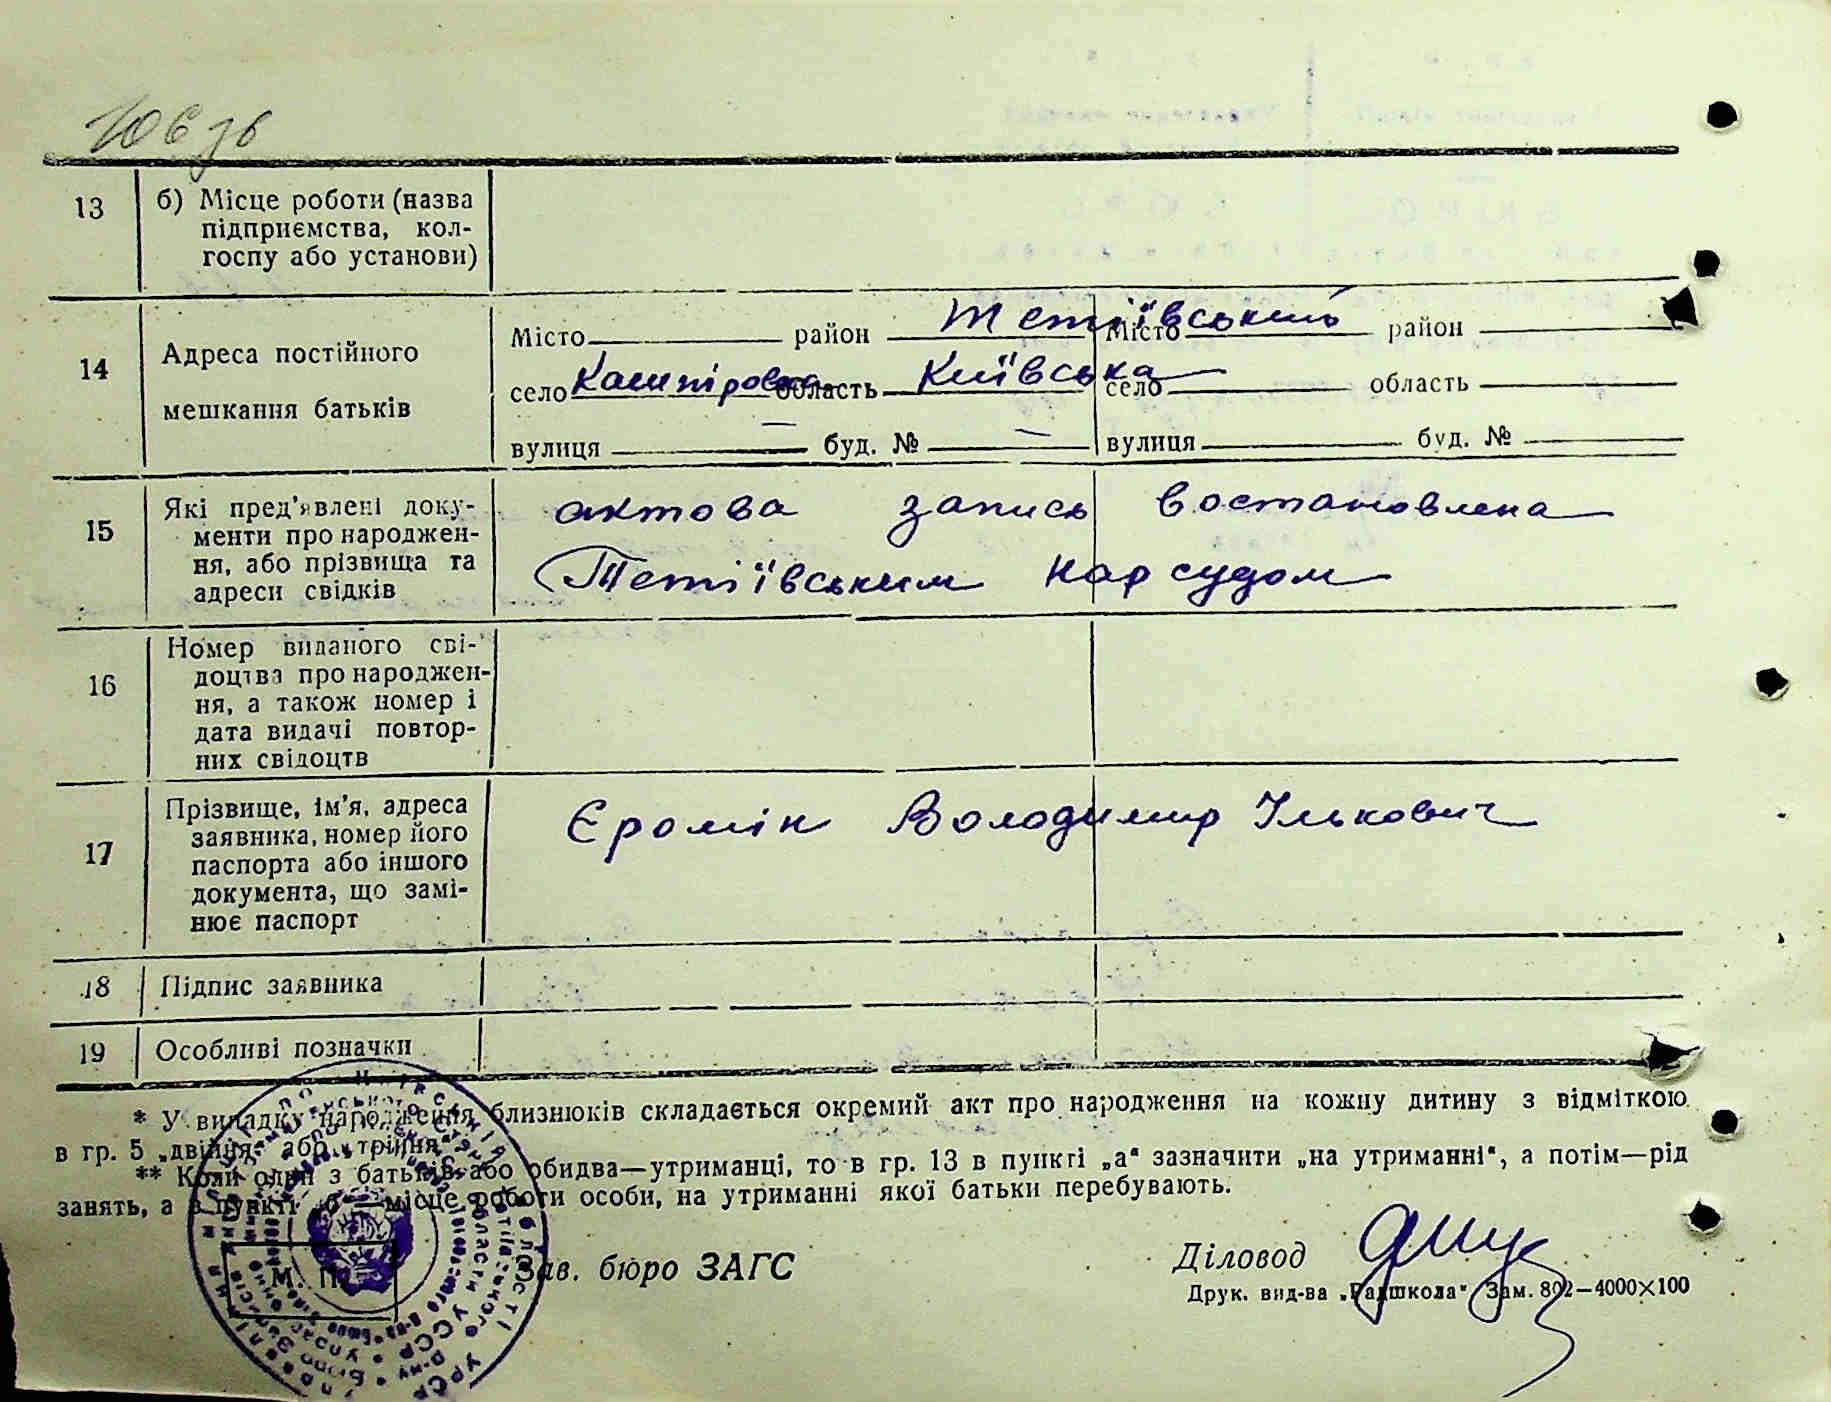 13 б) Місце роботи (назва
підприємства, кол-
госпу або установи)
14 Адреса постійного
мешкання батьків
Місто район Тетіївський Місто район
село Кашпіровка область Київська село область
вулиця — буд. № — вулиця буд. №
15 Які пред'явлені доку-
менти про народжен-
ня, або прізвища та
адреси свідків
актова запись востановлена
Тетіївським нарсудом
16 Номер виданого сві-
доцтва про народжен-
ня, а також номер і
дата видачі повтор-
них свідоцтв
17 Прізвище, ім'я, адреса
заявника, номер його
паспорта або іншого
документа, що замі-
нює паспорт
Єромін Володимир Ількович
18 Підпис заявника
19 Особливі позначки
* У випадку народження близнюків складається окремий акт про народження на кожну дитину з відміткою
в гр. 5 „двійня" або „трійня"
** Коли один з батьків або обидва—утриманці, то в гр. 13 в пункті „а" зазначити „на утриманні", а потім—рід
занять, а в пункті „б"—місце роботи особи, на утриманні якої батьки перебувають.
М. П. Зав. бюро ЗАГС Діловод
Друк. вид-ва „Радшкола" Зам. 802—4000×100